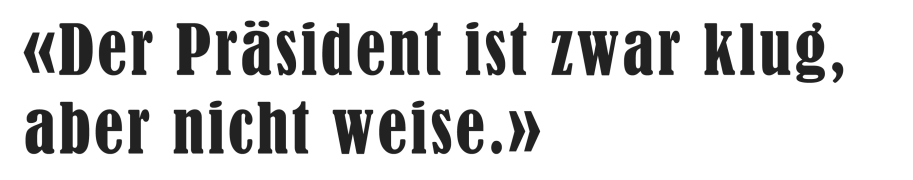 «Der Präsident ist zwar klug,
aber nicht weise.»